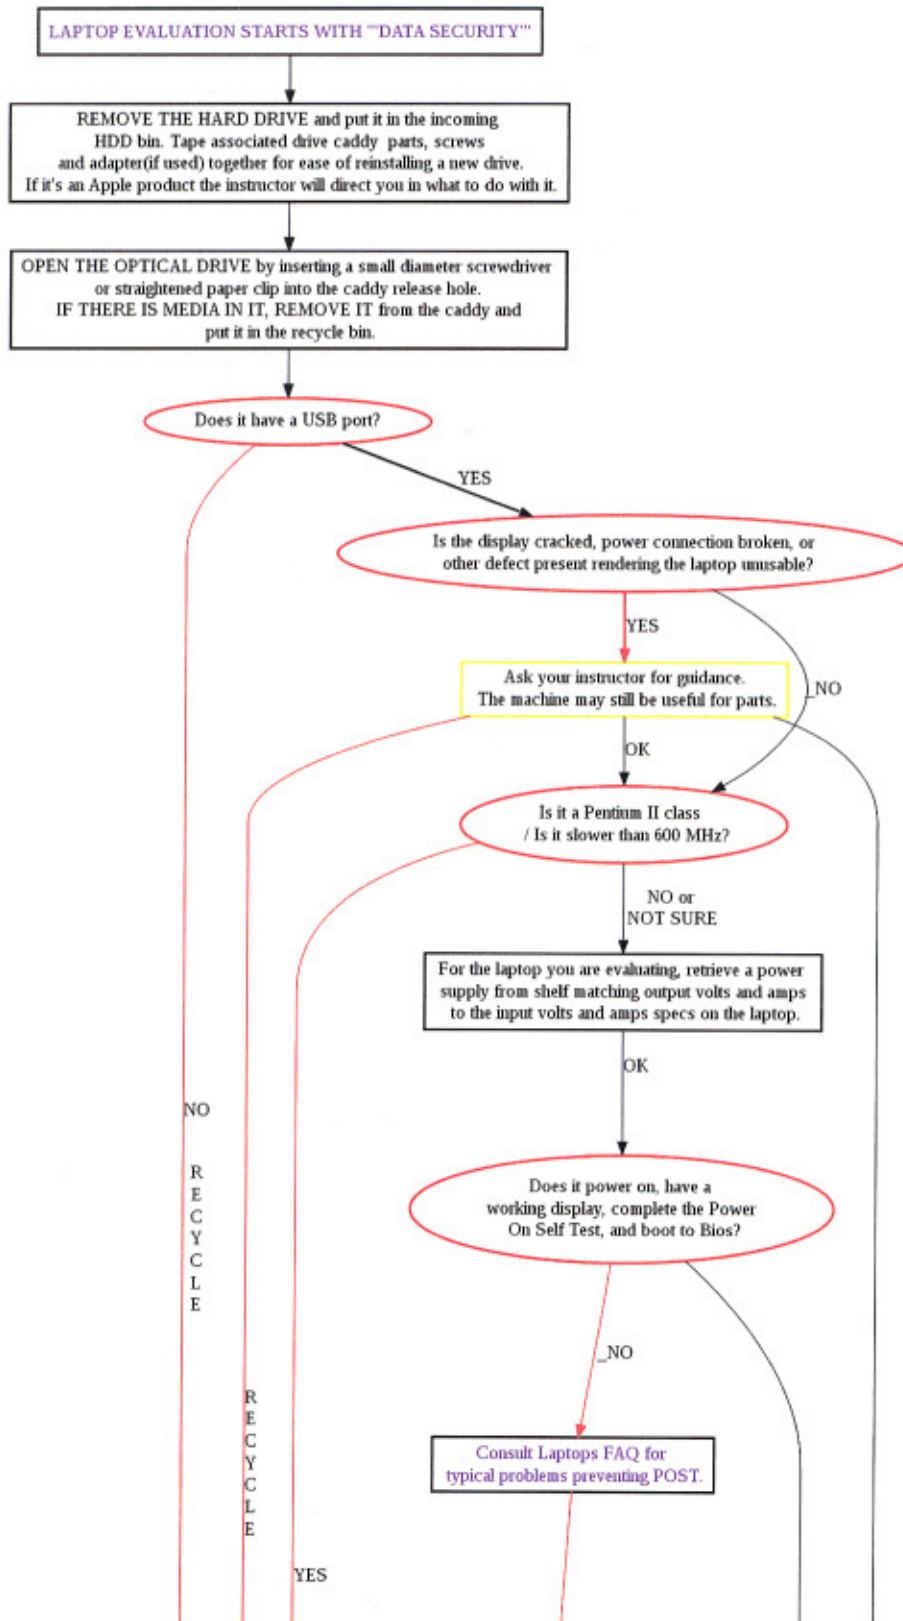 LAPTOP EVALUATION STARTS WITH '"'DATA SECURITY'"
REMOVE THE HARD DRIVE and put it in the incoming
HDD bin. Tape associated drive caddy parts, screws
and adapter(if used) together for ease of reinstalling a new drive.
If it's an Apple product the instructor will direct you in what to do with it.
OPEN THE OPTICAL DRIVE by inserting a small diameter screwdriver
or straightened paper clip into the caddy release hole.
IF THERE IS MEDIA IN IT, REMOVE IT from the caddy and
put it in the recycle bin.
Does it have a USB port?
YES
Is the display cracked, power connection broken, or
other defect present rendering the laptop unusable?
YES
Ask your instructor for guidance.
The machine may still be useful for parts.
_NO
OK
Is it a Pentium II class
/ Is it slower than 600 MHz?
NO or
NOT SURE
For the laptop you are evaluating, retrieve a power
supply from shelf matching output volts and amps
to the input volts and amps specs on the laptop.
OK
NO
RECYCLE
Does it power on, have a
working display, complete the Power
On Self Test, and boot to Bios?
_NO
RECYCLE
Consult Laptops FAQ for
typical problems preventing POST.
YES